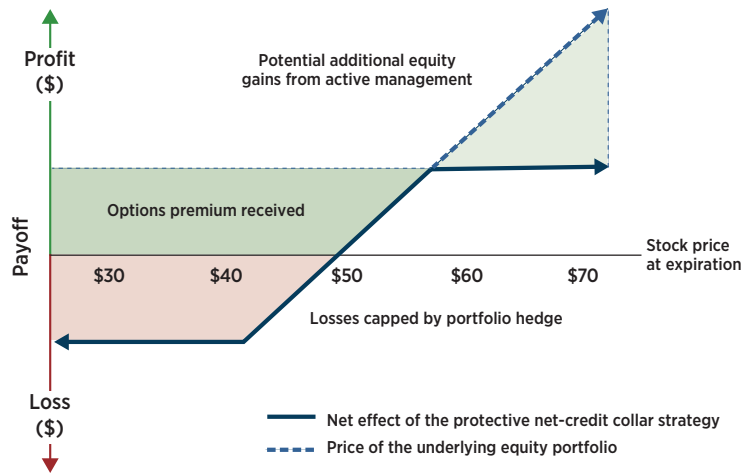 Profit
($)
Potential additional equity
gains from active management
Options premium received
Payoff
Stock price
at expiration
$30
$40
$50
$60
$70
Losses capped by portfolio hedge
Loss
($)
Net effect of the protective net-credit collar strategy
Price of the underlying equity portfolio